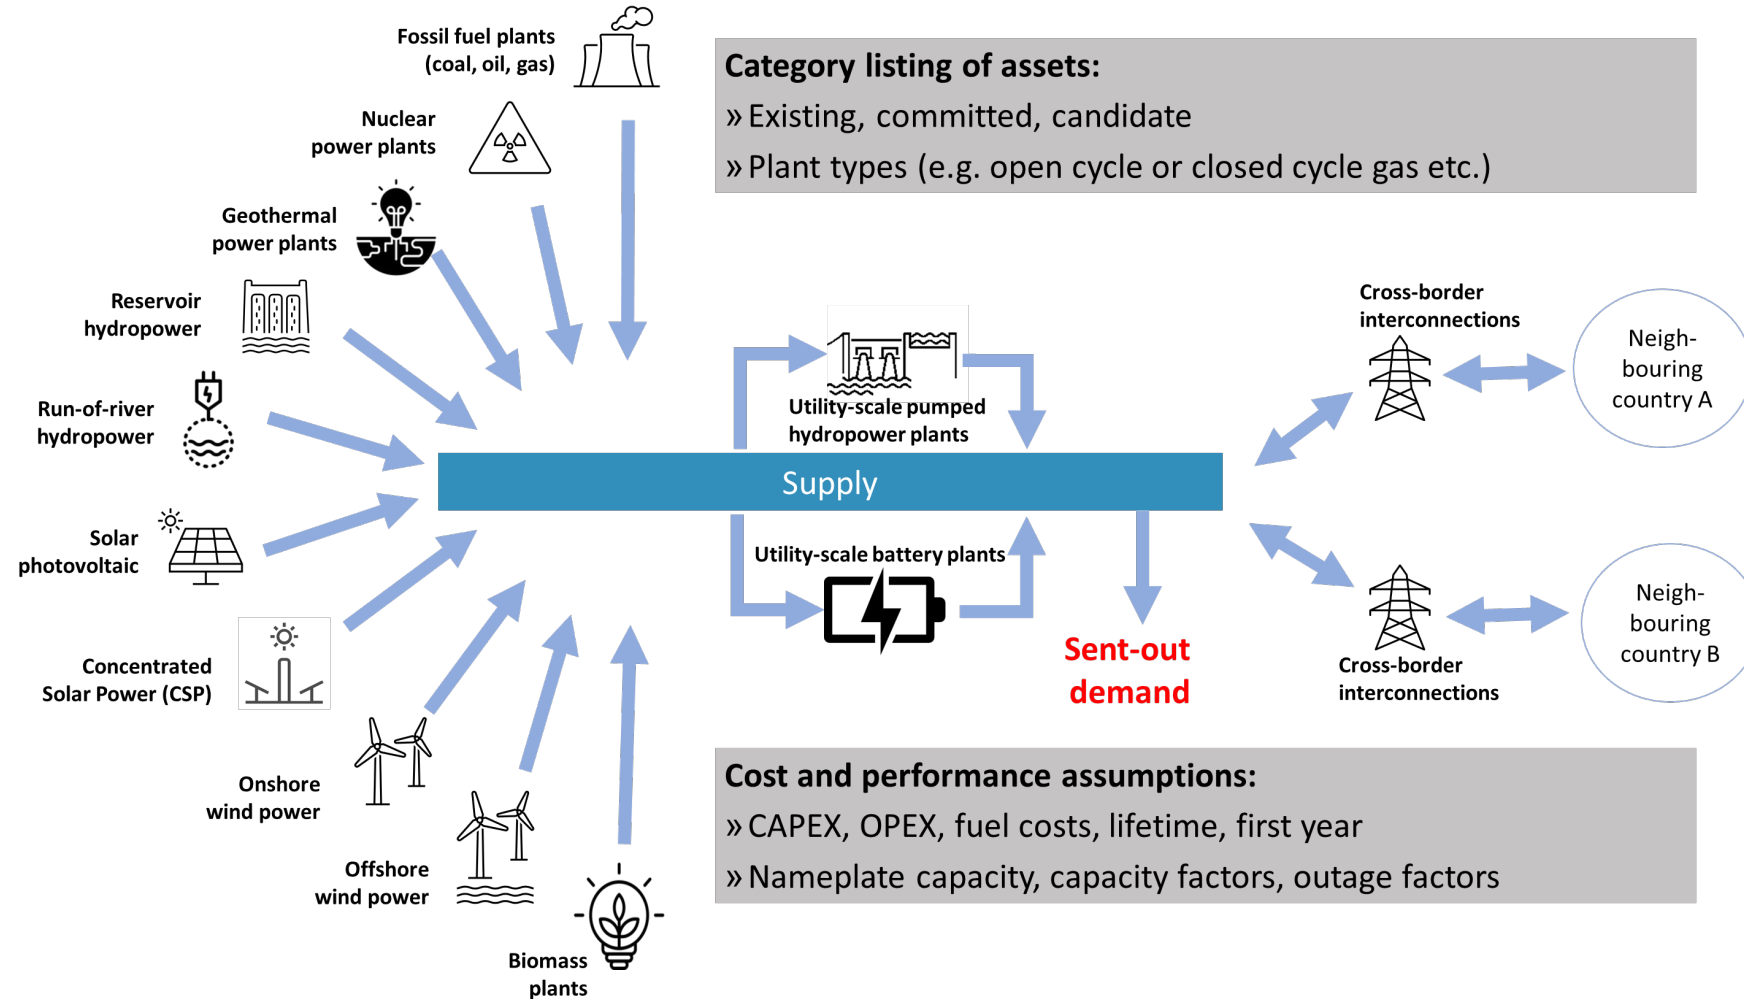 Fossil fuel plants
(coal, oil, gas)
Nuclear
power plants
Geothermal
power plants
Reservoir
hydropower
Run-of-river
hydropower
Solar
photovoltaic
Concentrated
Solar Power (CSP)
Onshore
wind power
Offshore
wind power
Biomass
plants
Category listing of assets:
» Existing, committed, candidate
» Plant types (e.g. open cycle or closed cycle gas etc.)
Utility-scale pumped
hydropower plants
Supply
Utility-scale battery plants
Sent-out
demand
Cross-border
interconnections
Neigh-
bouring
country A
Cross-border
interconnections
Neigh-
bouring
country B
Cost and performance assumptions:
» CAPEX, OPEX, fuel costs, lifetime, first year
» Nameplate capacity, capacity factors, outage factors